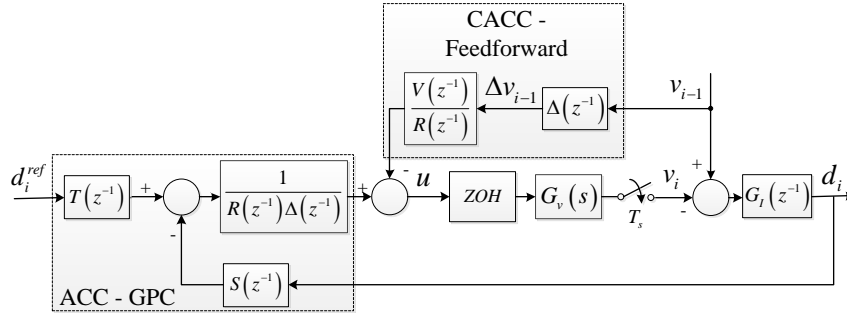 CACC -
Feedforward
V(z⁻¹)
R(z⁻¹)
Δv_{i-1}
Δ(z⁻¹)
v_{i-1}
d_i^{ref}
T(z⁻¹)
+
-
1
R(z⁻¹)Δ(z⁻¹)
+
-
u
ZOH
G_v(s)
T_s
v_i
+
-
G_I(z⁻¹)
d_i
S(z⁻¹)
ACC - GPC